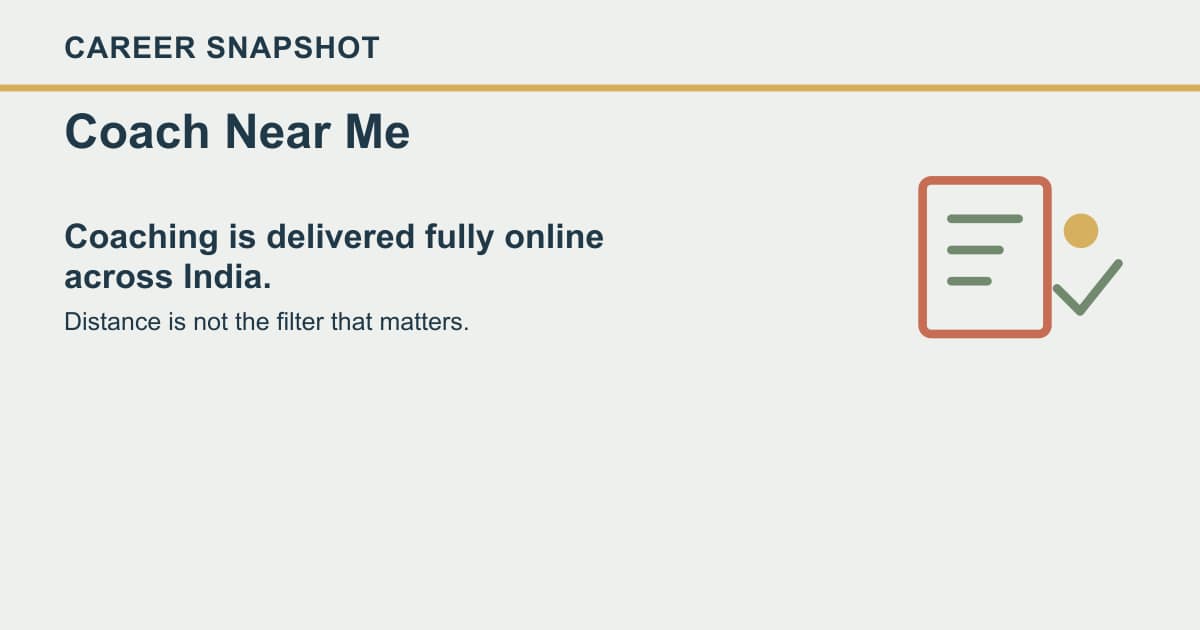 CAREER SNAPSHOT
Coach Near Me
Coaching is delivered fully online
across India.
Distance is not the filter that matters.